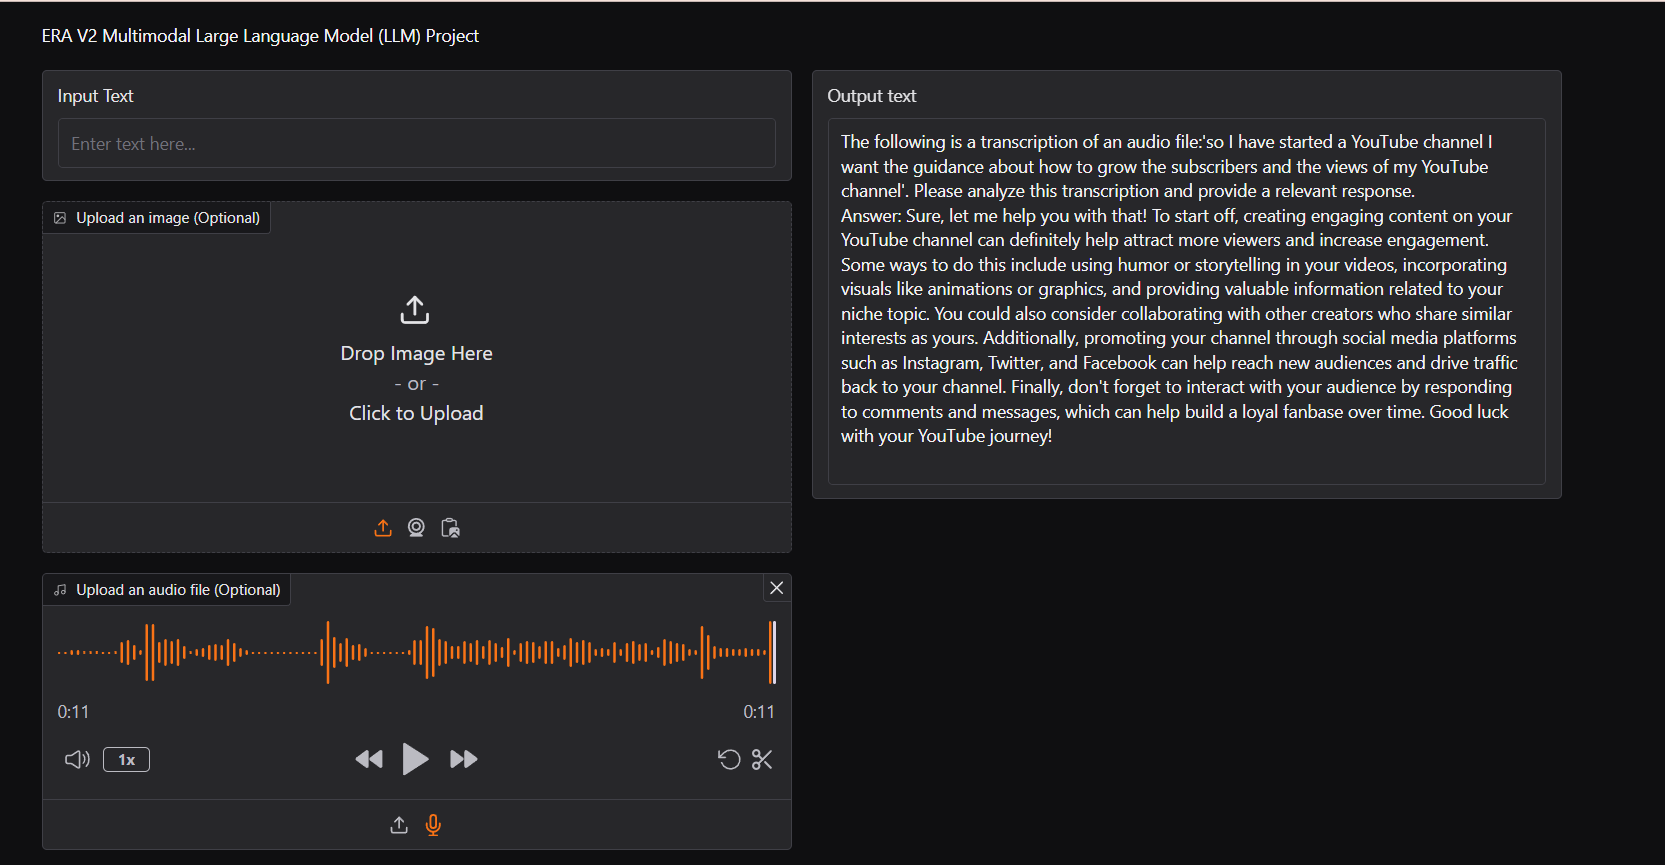 ERA V2 Multimodal Large Language Model (LLM) Project
Input Text
Enter text here...
Upload an image (Optional)
Drop Image Here
- or -
Click to Upload
Upload an audio file (Optional)
0:11
0:11
1x
Output text
The following is a transcription of an audio file:'so I have started a YouTube channel I
want the guidance about how to grow the subscribers and the views of my YouTube
channel'. Please analyze this transcription and provide a relevant response.
Answer: Sure, let me help you with that! To start off, creating engaging content on your
YouTube channel can definitely help attract more viewers and increase engagement.
Some ways to do this include using humor or storytelling in your videos, incorporating
visuals like animations or graphics, and providing valuable information related to your
niche topic. You could also consider collaborating with other creators who share similar
interests as yours. Additionally, promoting your channel through social media platforms
such as Instagram, Twitter, and Facebook can help reach new audiences and drive traffic
back to your channel. Finally, don't forget to interact with your audience by responding
to comments and messages, which can help build a loyal fanbase over time. Good luck
with your YouTube journey!